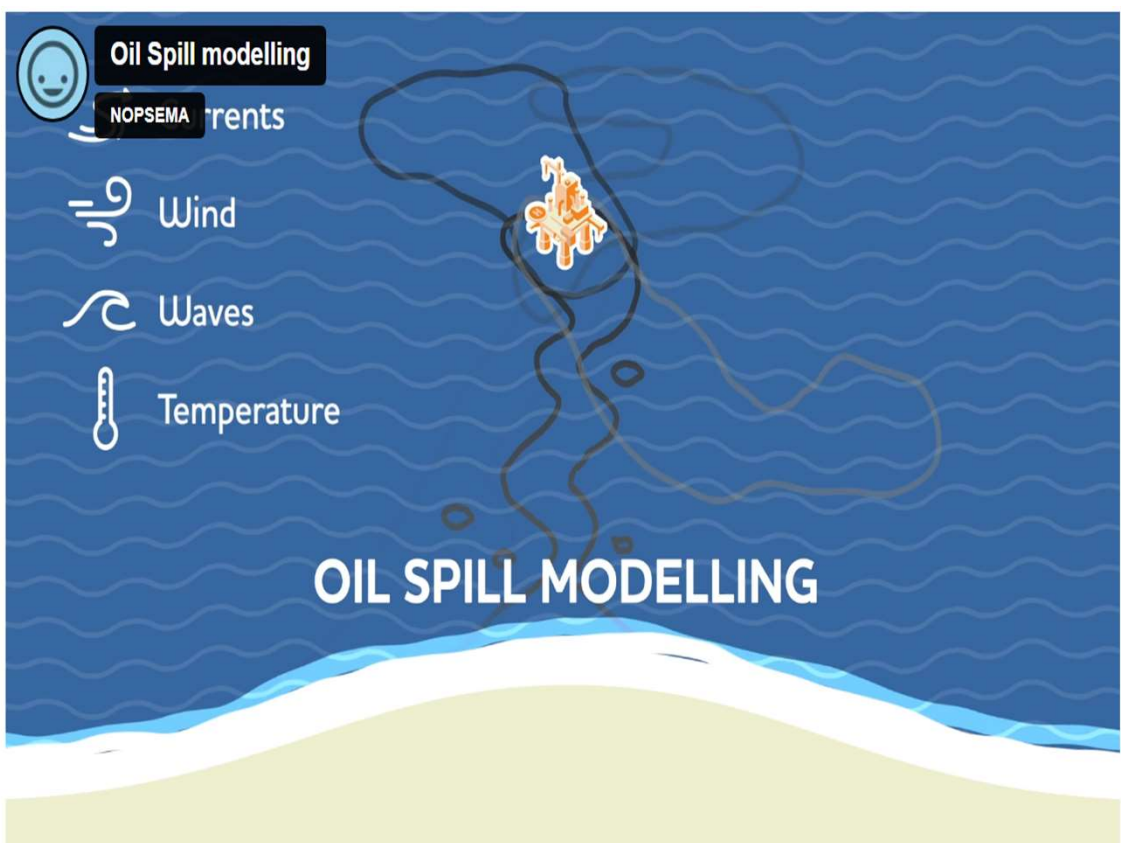 Oil Spill modelling
NOPSEMA
rrents
Wind
Waves
Temperature
OIL SPILL MODELLING